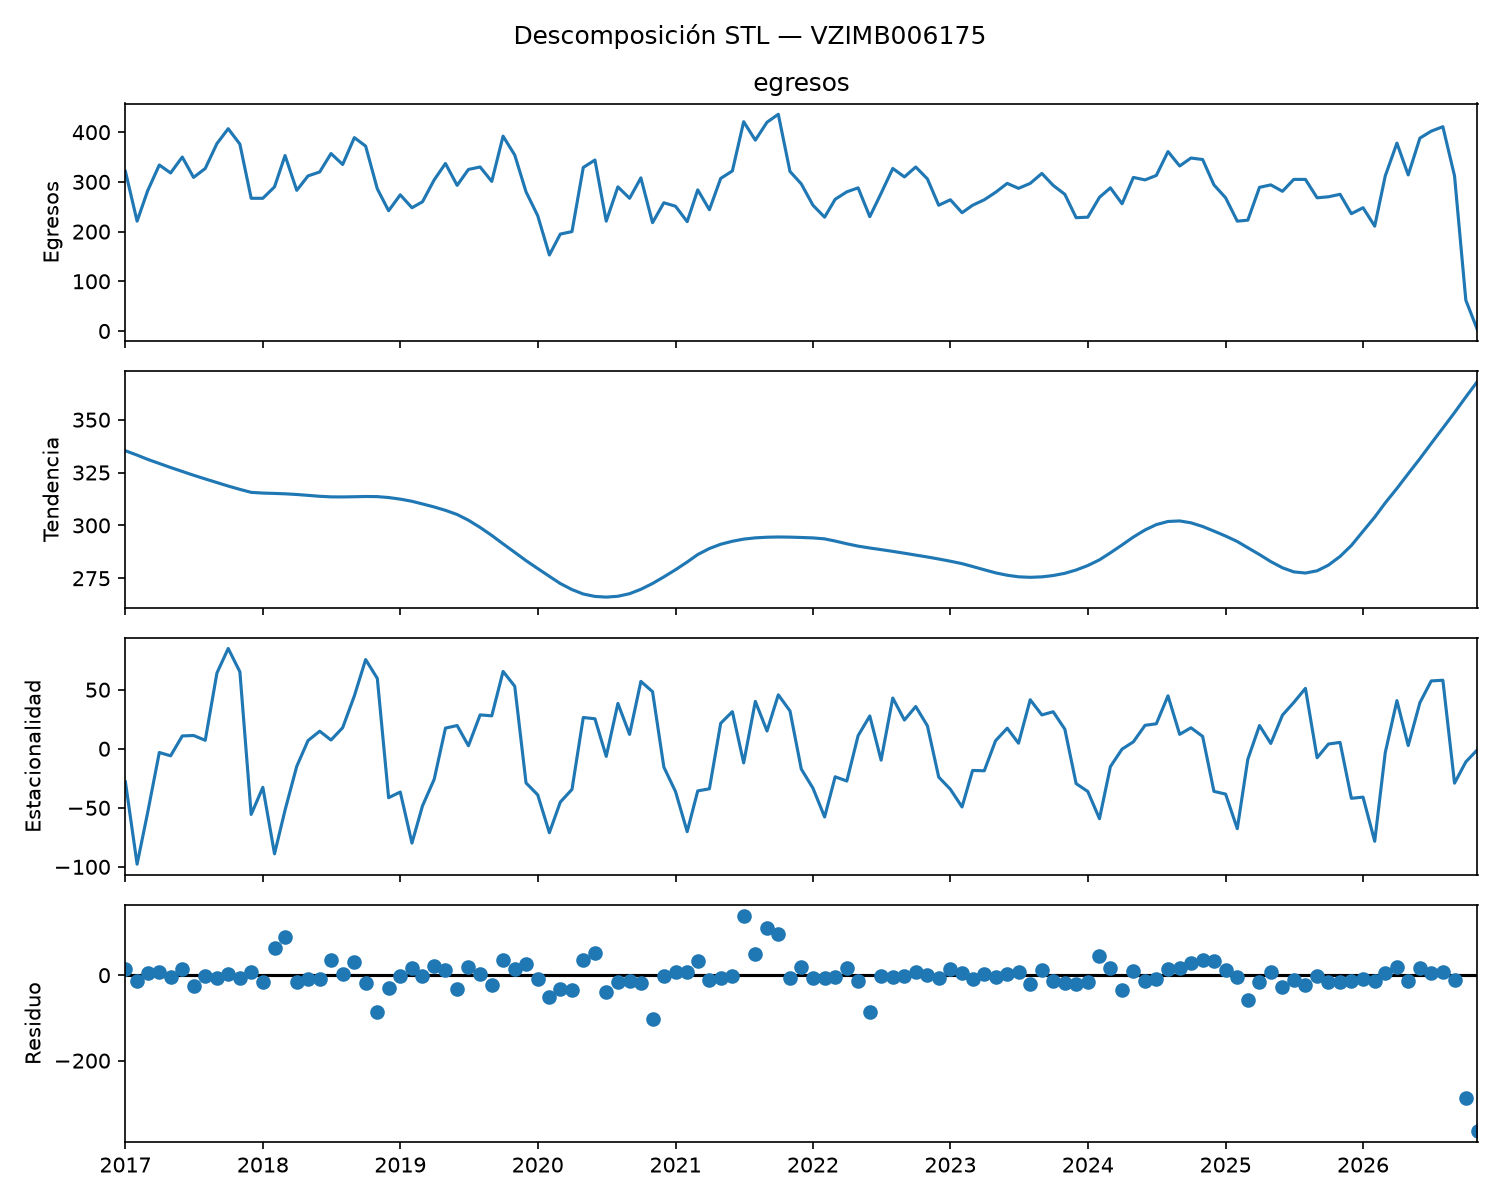 Descomposición STL — VZIMB006175
egresos
Egresos
400
300
200
100
0
Tendencia
350
325
300
275
Estacionalidad
50
0
−50
−100
Residuo
0
−200
2017 2018 2019 2020 2021 2022 2023 2024 2025 2026